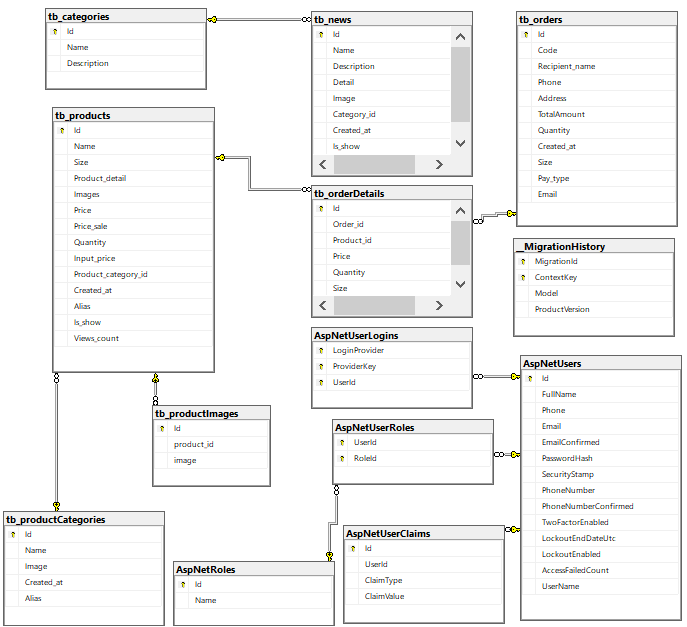 tb_categories
Id
Name
Description
tb_news
Id
Name
Description
Detail
Image
Category_id
Created_at
Is_show
tb_orders
Id
Code
Recipient_name
Phone
Address
TotalAmount
Quantity
Created_at
Size
Pay_type
Email
tb_products
Id
Name
Size
Product_detail
Images
Price
Price_sale
Quantity
Input_price
Product_category_id
Created_at
Alias
Is_show
Views_count
tb_orderDetails
Id
Order_id
Product_id
Price
Quantity
Size
__MigrationHistory
MigrationId
ContextKey
Model
ProductVersion
AspNetUserLogins
LoginProvider
ProviderKey
UserId
AspNetUsers
Id
FullName
Phone
Email
EmailConfirmed
PasswordHash
SecurityStamp
PhoneNumber
PhoneNumberConfirmed
TwoFactorEnabled
LockoutEndDateUtc
LockoutEnabled
AccessFailedCount
UserName
tb_productImages
Id
product_id
image
AspNetUserRoles
UserId
RoleId
tb_productCategories
Id
Name
Image
Created_at
Alias
AspNetRoles
Id
Name
AspNetUserClaims
Id
UserId
ClaimType
ClaimValue